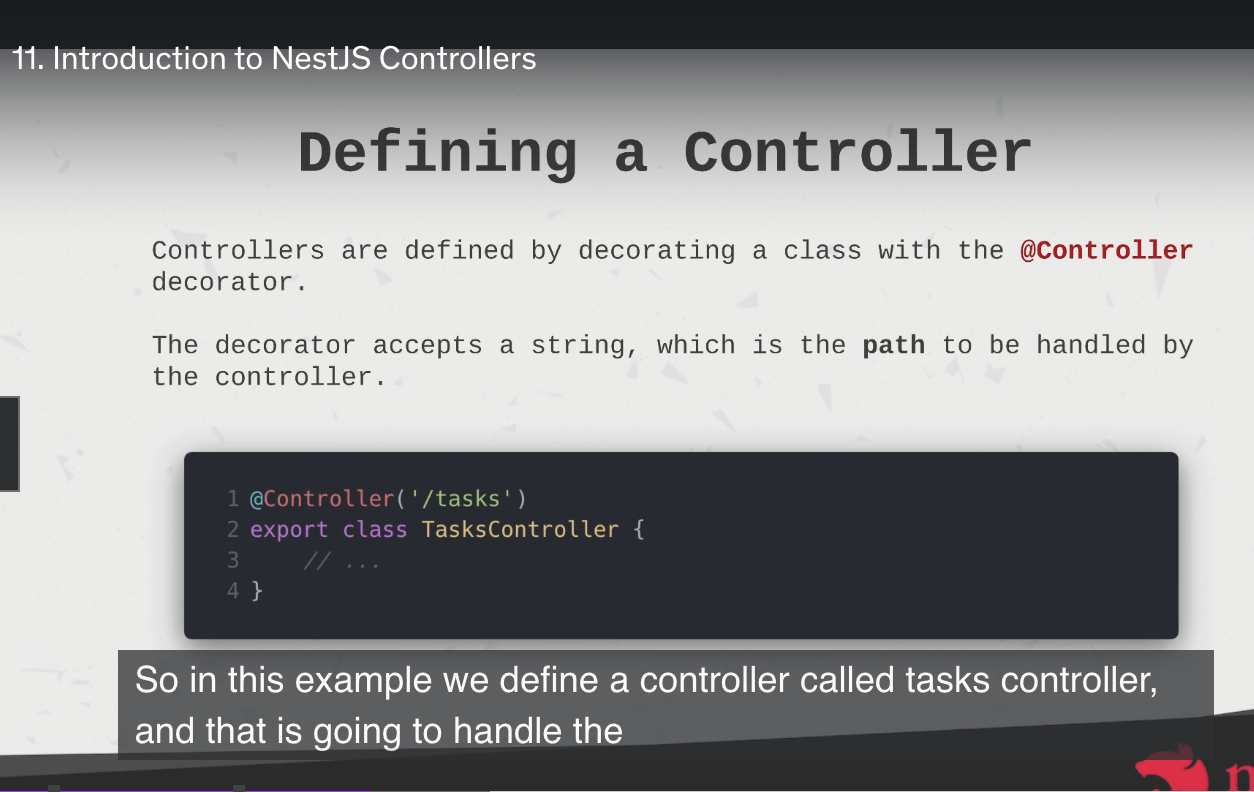 11. Introduction to NestJS Controllers
Defining a Controller
Controllers are defined by decorating a class with the @Controller
decorator.
The decorator accepts a string, which is the path to be handled by
the controller.
1 @Controller('/tasks')
2 export class TasksController {
3     // ...
4 }
So in this example we define a controller called tasks controller,
and that is going to handle the